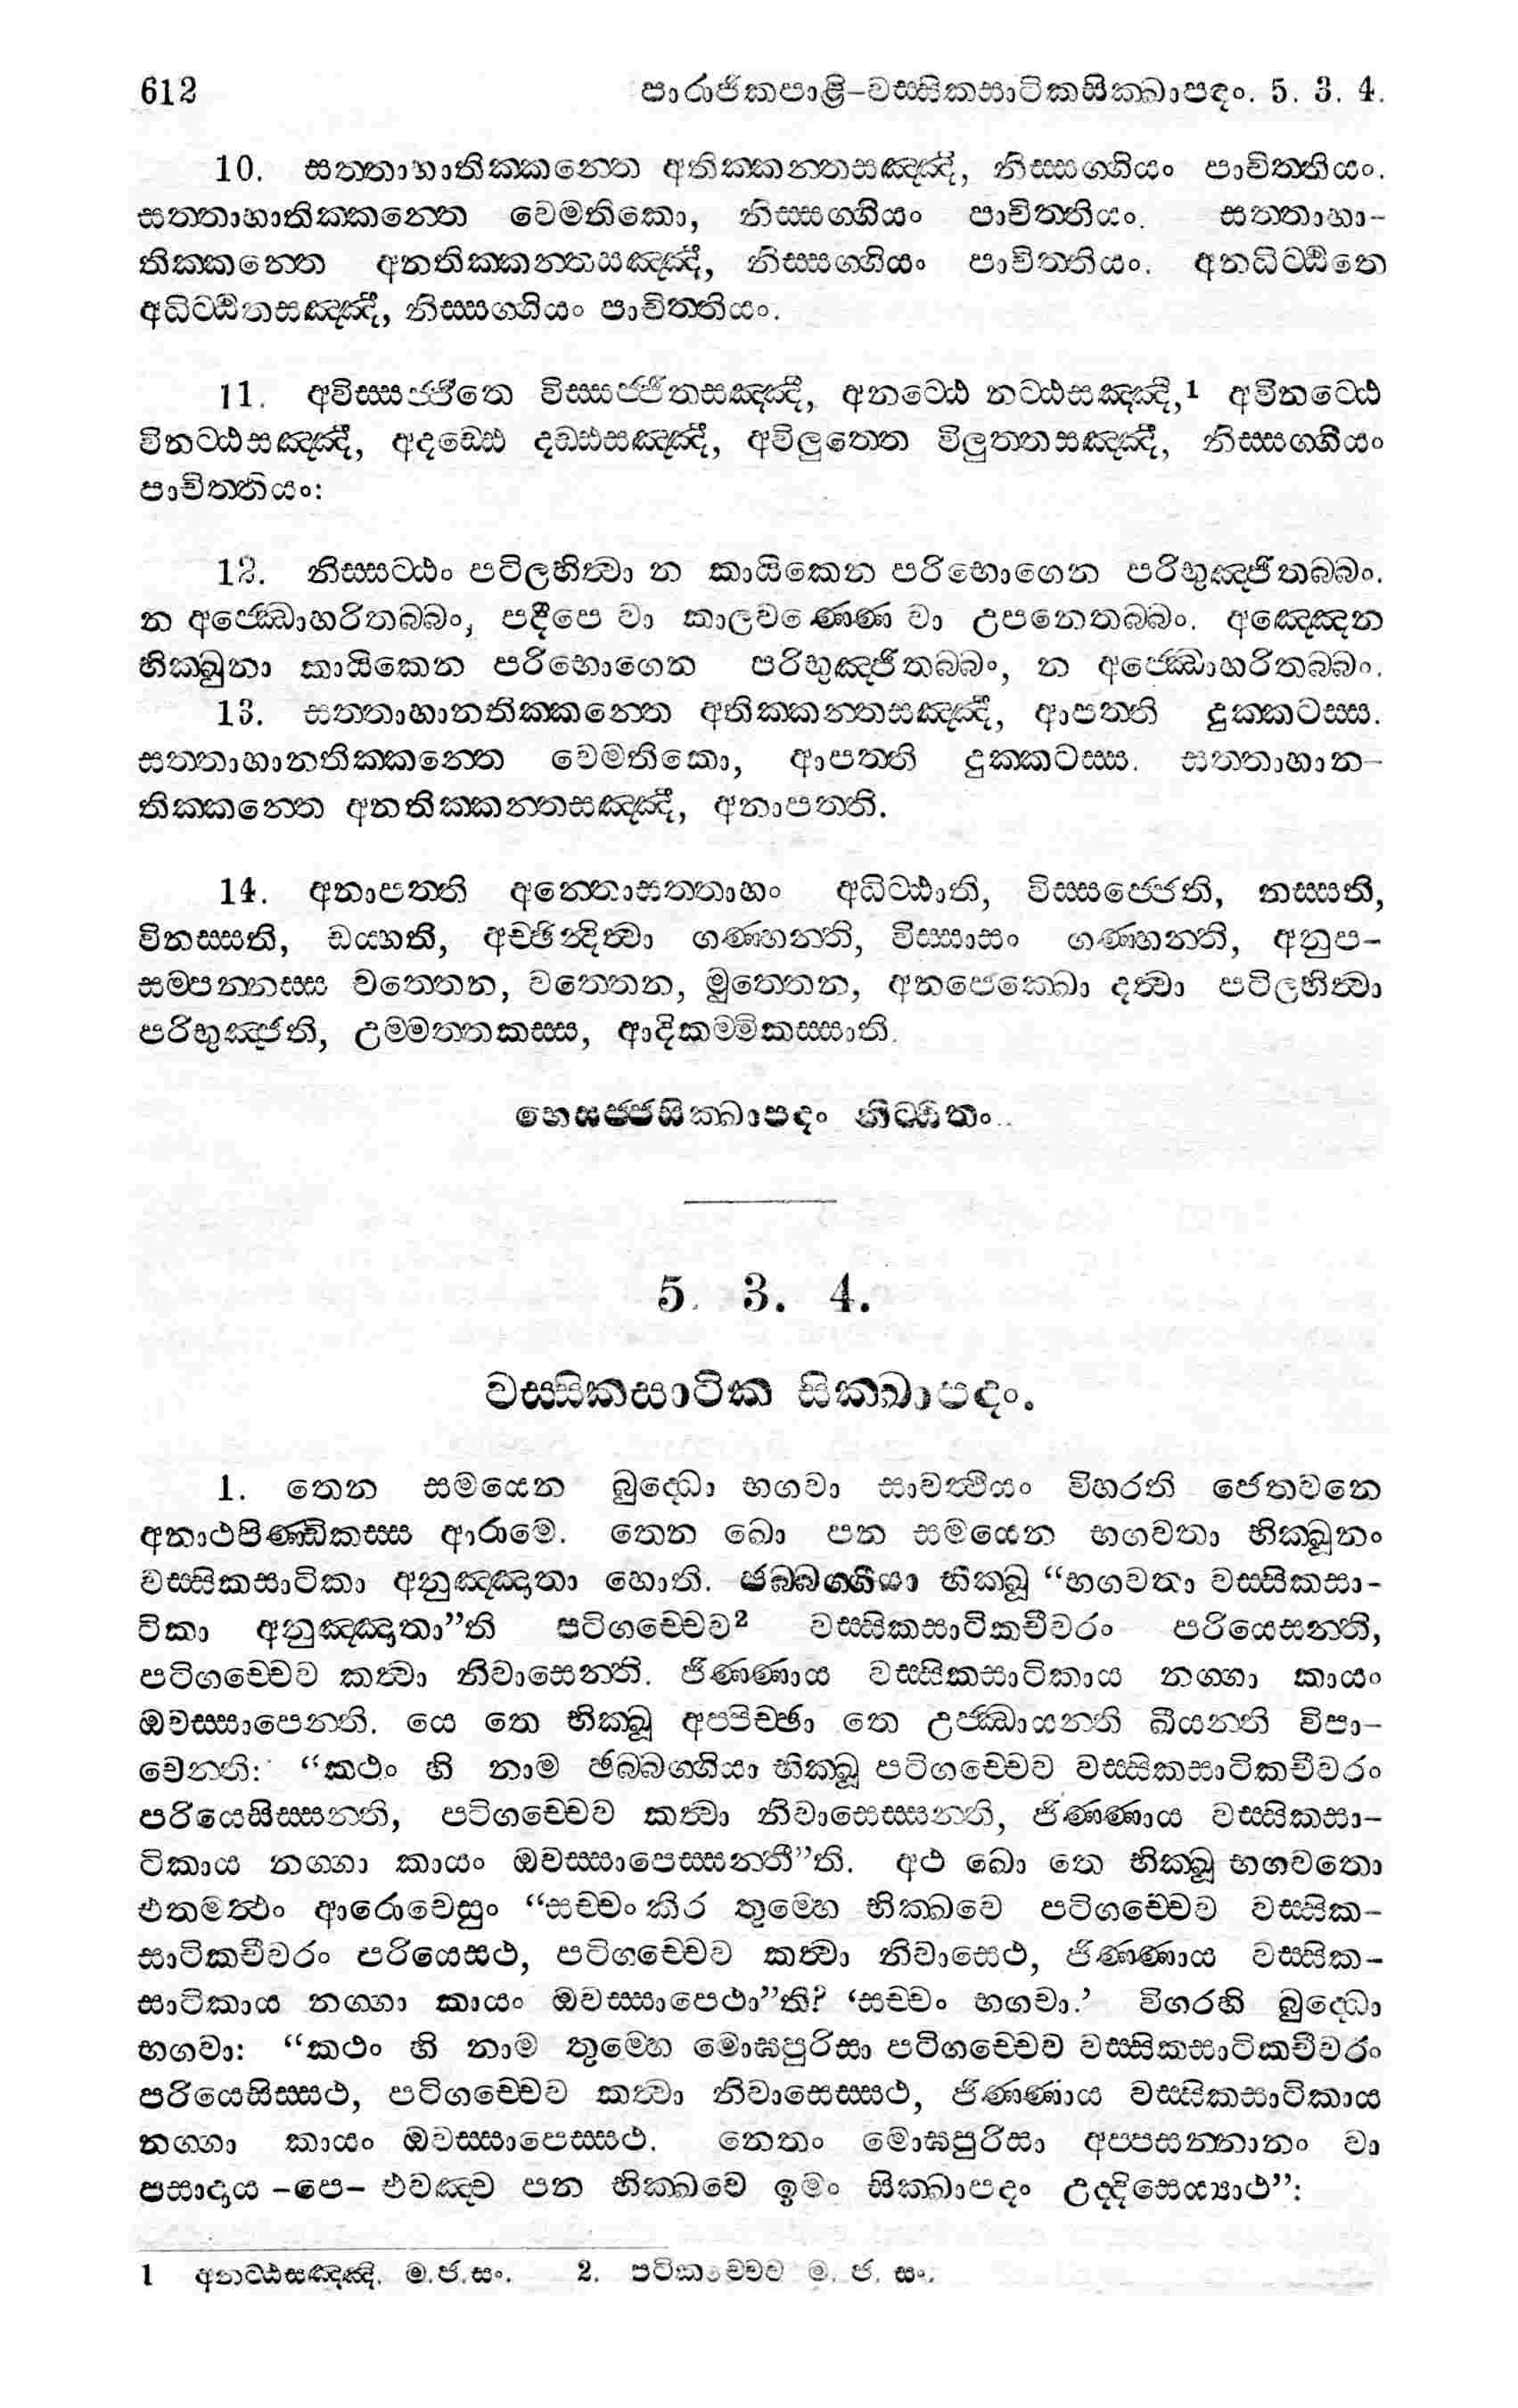 612 පාරාජිකපාළි-වස්සිකසාටිකසික්ඛාපදං. 5. 3. 4.
10. සත්තාහාතික්කන්තෙ අතික්කන්තසඤ්ඤී, නිස්සග්ගියං පාචිත්තියං.
සත්තාහාතික්කන්තෙ වෙමතිකො, නිස්සග්ගියං පාචිත්තියං. සත්තාහා-
තික්කන්තෙ අනතික්කන්තසඤ්ඤී, නිස්සග්ගියං පාචිත්තියං. අනධිට්ඨිතෙ
අධිට්ඨිතසඤ්ඤී, නිස්සග්ගියං පාචිත්තියං.
11. අවිස්සජ්ජිතෙ විස්සජ්ජිතසඤ්ඤී, අනට්ඨෙ නට්ඨසඤ්ඤී,1 අවිනට්ඨෙ
විනට්ඨසඤ්ඤී, අදඩ්ඪෙ දඩ්ඪසඤ්ඤී, අවිලුත්තෙ විලුත්තසඤ්ඤී, නිස්සග්ගියං
පාචිත්තියං:
12. නිස්සට්ඨං පටිලභිත්වා න කායිකෙන පරිභොගෙන පරිභුඤ්ජිතබ්බං.
න අජ්ඣොහරිතබ්බං, පදීපෙ වා කාලවණ්ණෙ වා උපනෙතබ්බං. අඤ්ඤෙන
භික්ඛුනා කායිකෙන පරිභොගෙන පරිභුඤ්ජිතබ්බං, න අජ්ඣොහරිතබ්බං.
13. සත්තාහානතික්කන්තෙ අතික්කන්තසඤ්ඤී, ආපත්ති දුක්කටස්ස.
සත්තාහානතික්කන්තෙ වෙමතිකො, ආපත්ති දුක්කටස්ස. සත්තාහාන-
තික්කන්තෙ අනතික්කන්තසඤ්ඤී, අනාපත්ති.
14. අනාපත්ති අන්තොසත්තාහං අධිට්ඨාති, විස්සජ්ජෙති, නස්සති,
විනස්සති, ඩය්හති, අච්ඡින්දිත්වා ගණ්හන්ති, විස්සාසං ගණ්හන්ති, අනුප-
සම්පන්නස්ස චත්තෙන, වන්තෙන, මුත්තෙන, අනපෙක්ඛො දත්වා පටිලභිත්වා
පරිභුඤ්ජති, උම්මත්තකස්ස, ආදිකම්මිකස්සාති.
භෙසජ්ජසික්ඛාපදං නිට්ඨිතං.
5. 3. 4.
වස්සිකසාටික සික්ඛාපදං.
1. තෙන සමයෙන බුද්ධො භගවා සාවත්ථියං විහරති ජෙතවනෙ
අනාථපිණ්ඩිකස්ස ආරාමෙ. තෙන ඛො පන සමයෙන භගවතා භික්ඛූනං
වස්සිකසාටිකා අනුඤ්ඤාතා හොති. ඡබ්බග්ගියා භික්ඛූ “භගවතා වස්සිකසා-
ටිකා අනුඤ්ඤාතා”ති පටිගච්චෙව2 වස්සිකසාටිකචීවරං පරියෙසන්ති,
පටිගච්චෙව කත්වා නිවාසෙන්ති. ජිණ්ණාය වස්සිකසාටිකාය නග්ගා කායං
ඔවස්සාපෙන්ති. යෙ තෙ භික්ඛූ අප්පිච්ඡා තෙ උජ්ඣායන්ති ඛීයන්ති විපා-
චෙන්ති: “කථං හි නාම ඡබ්බග්ගියා භික්ඛූ පටිගච්චෙව වස්සිකසාටිකචීවරං
පරියෙසිස්සන්ති, පටිගච්චෙව කත්වා නිවාසෙස්සන්ති, ජිණ්ණාය වස්සිකසා-
ටිකාය නග්ගා කායං ඔවස්සාපෙස්සන්තී”ති. අථ ඛො තෙ භික්ඛූ භගවතො
එතමත්ථං ආරොචෙසුං “සච්චං කිර තුම්හෙ භික්ඛවෙ පටිගච්චෙව වස්සික-
සාටිකචීවරං පරියෙසථ, පටිගච්චෙව කත්වා නිවාසෙථ, ජිණ්ණාය වස්සික-
සාටිකාය නග්ගා කායං ඔවස්සාපෙථා”ති? ‘සච්චං භගවා.’ විගරහි බුද්ධො
භගවා: “කථං හි නාම තුම්හෙ මොඝපුරිසා පටිගච්චෙව වස්සිකසාටිකචීවරං
පරියෙසිස්සථ, පටිගච්චෙව කත්වා නිවාසෙස්සථ, ජිණ්ණාය වස්සිකසාටිකාය
නග්ගා කායං ඔවස්සාපෙස්සථ. නෙතං මොඝපුරිසා අප්පසන්නානං වා
පසාදාය -පෙ- එවඤ්ච පන භික්ඛවෙ ඉමං සික්ඛාපදං උද්දිසෙය්‍යාථ”:
1 අනට්ඨසඤ්ඤි. ම.ජ.සං. 2. පටිකච්චෙව ම. ජ. සං.